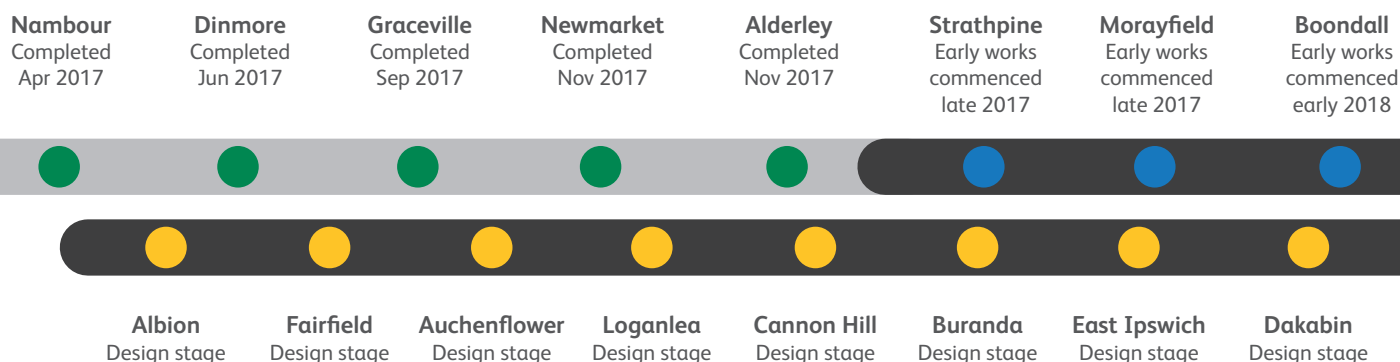 Nambour
Completed
Apr 2017
Dinmore
Completed
Jun 2017
Graceville
Completed
Sep 2017
Newmarket
Completed
Nov 2017
Alderley
Completed
Nov 2017
Strathpine
Early works
commenced
late 2017
Morayfield
Early works
commenced
late 2017
Boondall
Early works
commenced
early 2018
Albion
Design stage
Fairfield
Design stage
Auchenflower
Design stage
Loganlea
Design stage
Cannon Hill
Design stage
Buranda
Design stage
East Ipswich
Design stage
Dakabin
Design stage